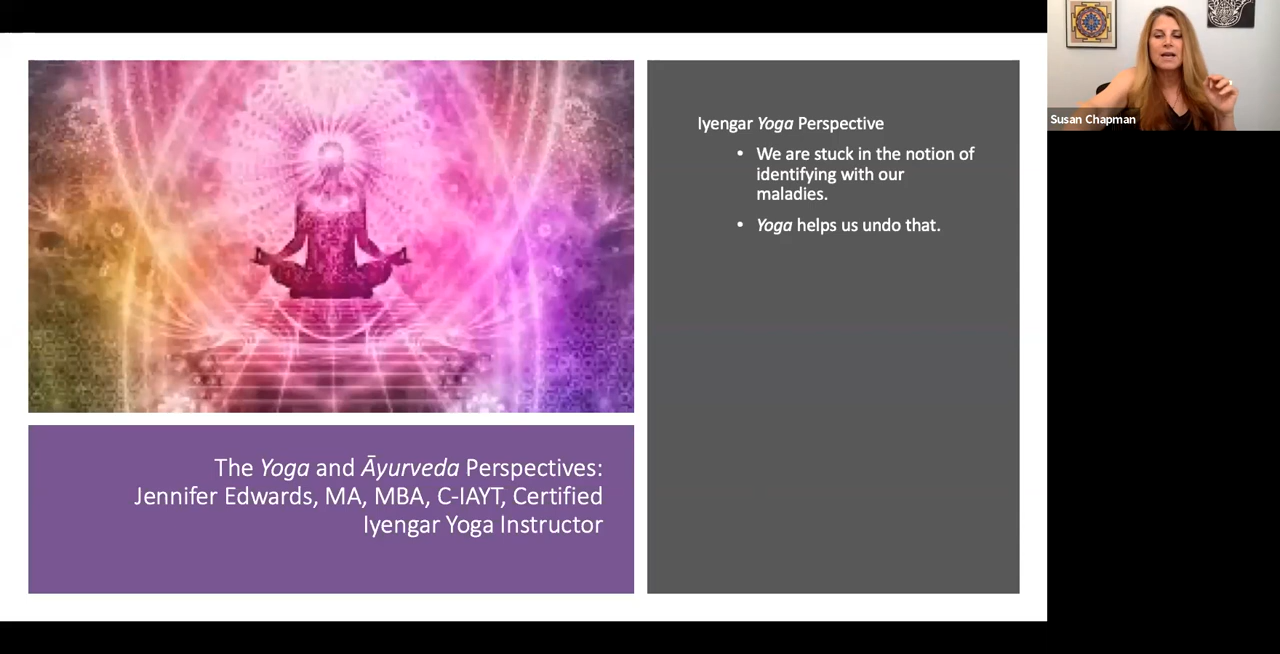 Susan Chapman
Iyengar Yoga Perspective
• We are stuck in the notion of
identifying with our
maladies.
• Yoga helps us undo that.
The Yoga and Āyurveda Perspectives:
Jennifer Edwards, MA, MBA, C-IAYT, Certified
Iyengar Yoga Instructor